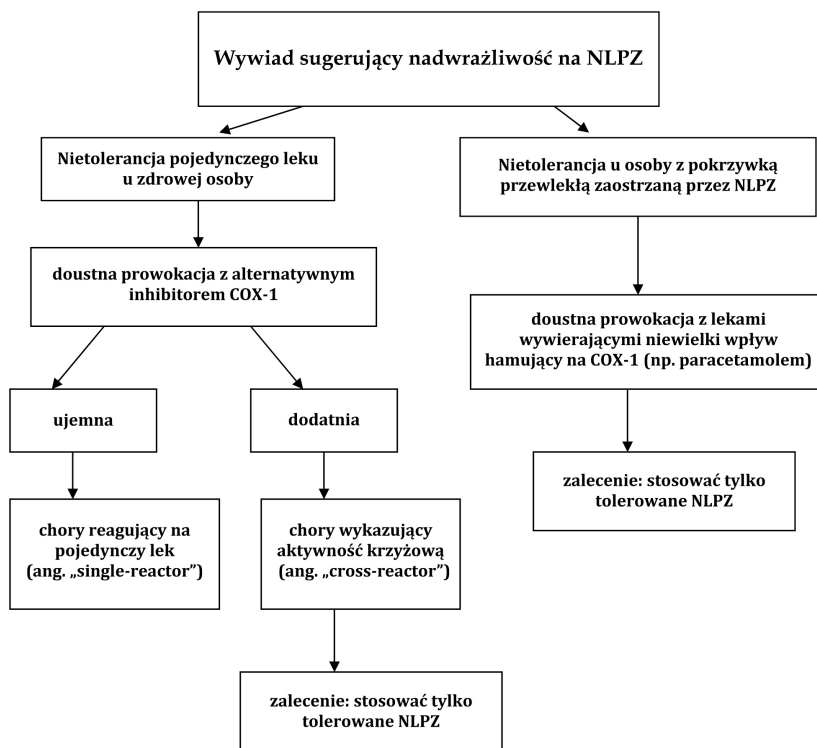 Wywiad sugerujący nadwrażliwość na NLPZ
Nietolerancja pojedynczego leku
u zdrowej osoby
Nietolerancja u osoby z pokrzywką
przewlekłą zaostrzaną przez NLPZ
doustna prowokacja z alternatywnym
inhibitorem COX-1
doustna prowokacja z lekami
wywierającymi niewielki wpływ
hamujący na COX-1 (np. paracetamolem)
ujemna
dodatnia
zalecenie: stosować tylko
tolerowane NLPZ
chory reagujący na
pojedynczy lek
(ang. „single-reactor”)
chory wykazujący
aktywność krzyżową
(ang. „cross-reactor”)
zalecenie: stosować tylko
tolerowane NLPZ